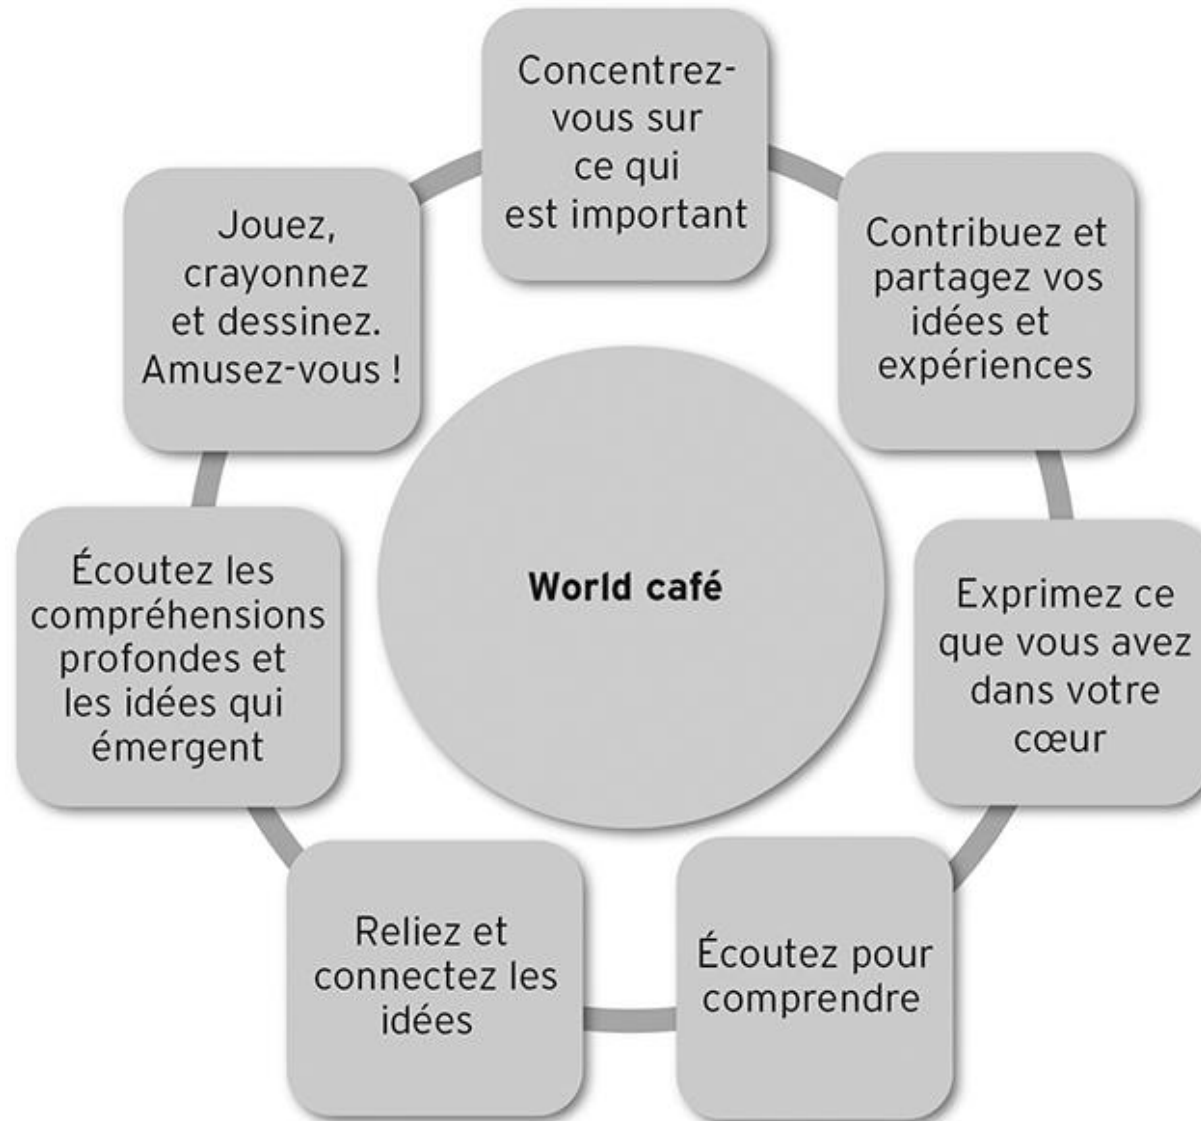 Concentrez-
vous sur
ce qui
est important
Contribuez et
partagez vos
idées et
expériences
Exprimez ce
que vous avez
dans votre
cœur
Écoutez pour
comprendre
Reliez et
connectez les
idées
Écoutez les
compréhensions
profondes et
les idées qui
émergent
Jouez,
crayonnez
et dessinez.
Amusez-vous !
World café